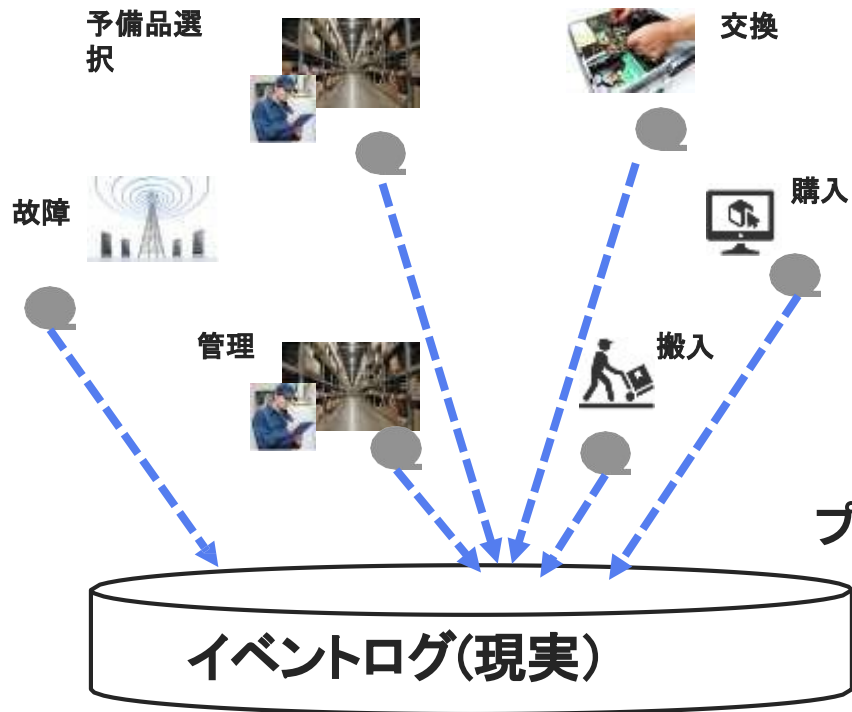 予備品選
択
交換
故障
購入
管理
搬入
プ
イベントログ(現実)